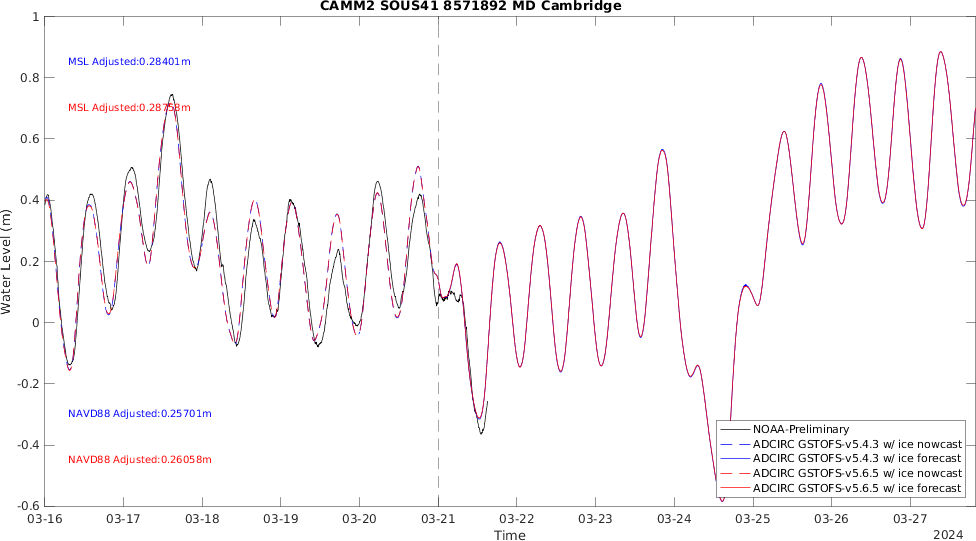 CAMM2 SOUS41 8571892 MD Cambridge
1
0.8
0.6
0.4
0.2
0
-0.2
-0.4
-0.6
Water Level (m)
MSL Adjusted:0.28401m
MSL Adjusted:0.28758m
NAVD88 Adjusted:0.25701m
NAVD88 Adjusted:0.26058m
NOAA-Preliminary
ADCIRC GSTOFS-v5.4.3 w/ ice nowcast
ADCIRC GSTOFS-v5.4.3 w/ ice forecast
ADCIRC GSTOFS-v5.6.5 w/ ice nowcast
ADCIRC GSTOFS-v5.6.5 w/ ice forecast
03-16 03-17 03-18 03-19 03-20 03-21 03-22 03-23 03-24 03-25 03-26 03-27
Time
2024